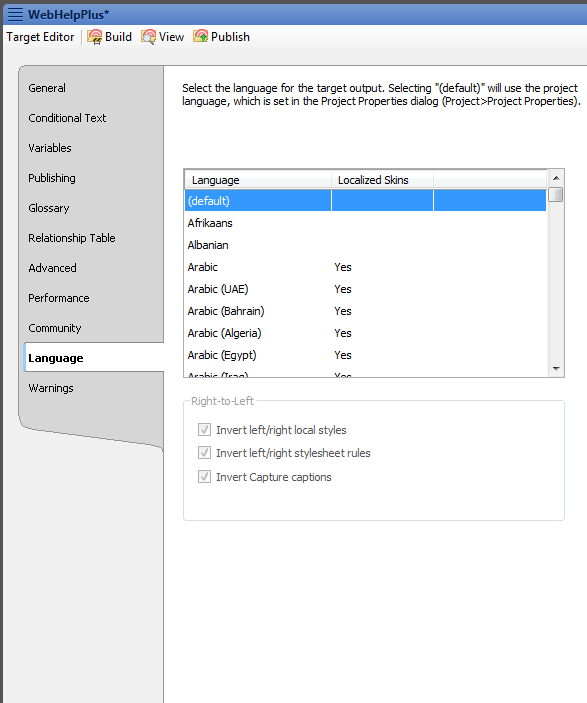 WebHelpPlus*
Target Editor Build View Publish
General
Conditional Text
Variables
Publishing
Glossary
Relationship Table
Advanced
Performance
Community
Language
Warnings
Select the language for the target output. Selecting "(default)" will use the project
language, which is set in the Project Properties dialog (Project>Project Properties).
Language Localized Skins
(default)
Afrikaans
Albanian
Arabic Yes
Arabic (UAE) Yes
Arabic (Bahrain) Yes
Arabic (Algeria) Yes
Arabic (Egypt) Yes
Arabic (Iraq) Yes
Right-to-Left
Invert left/right local styles
Invert left/right stylesheet rules
Invert Capture captions